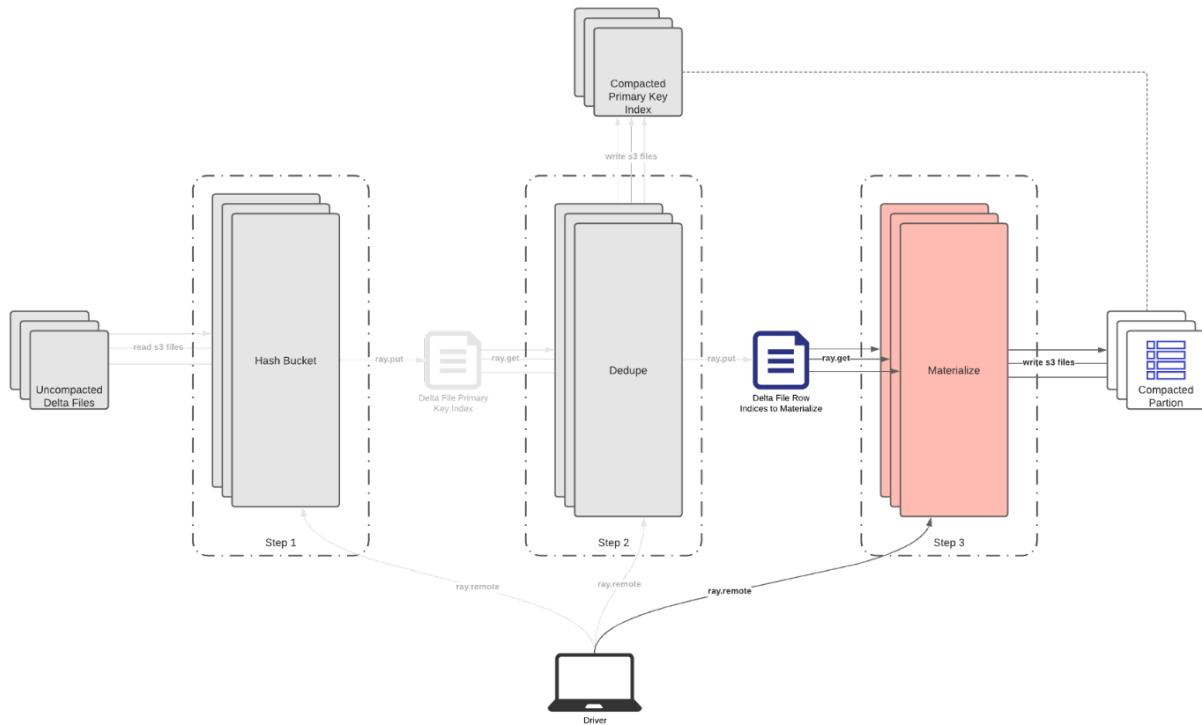 Compacted
Primary Key
Index
write s3 files
Uncompacted
Delta Files
read s3 files
Hash Bucket
Step 1
ray.put
Delta File Primary
Key Index
ray.get
Dedupe
Step 2
ray.put
Delta File Row
Indices to Materialize
ray.get
Materialize
Step 3
write s3 files
Compacted
Partion
ray.remote
ray.remote
ray.remote
Driver